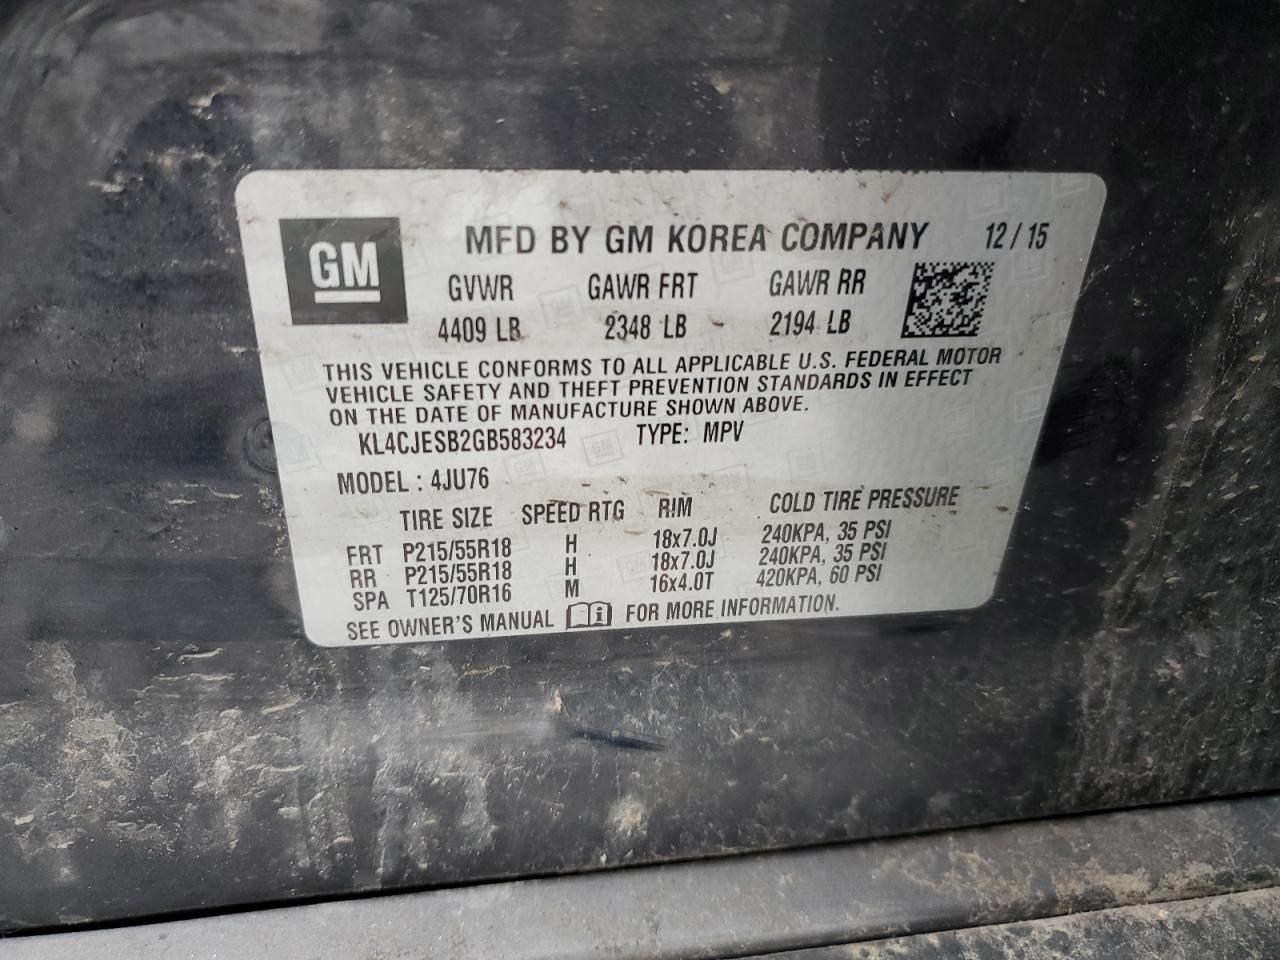 GM
MFD BY GM KOREA COMPANY 12/15
GVWR GAWR FRT GAWR RR
4409 LB 2348 LB 2194 LB
THIS VEHICLE CONFORMS TO ALL APPLICABLE U.S. FEDERAL MOTOR
VEHICLE SAFETY AND THEFT PREVENTION STANDARDS IN EFFECT
ON THE DATE OF MANUFACTURE SHOWN ABOVE.
KL4CJESB2GB583234 TYPE: MPV
MODEL : 4JU76
TIRE SIZE SPEED RTG RIM COLD TIRE PRESSURE
FRT P215/55R18 H 18x7.0J 240KPA, 35 PSI
RR P215/55R18 H 18x7.0J 240KPA, 35 PSI
SPA T125/70R16 M 16x4.0T 420KPA, 60 PSI
SEE OWNER'S MANUAL FOR MORE INFORMATION.